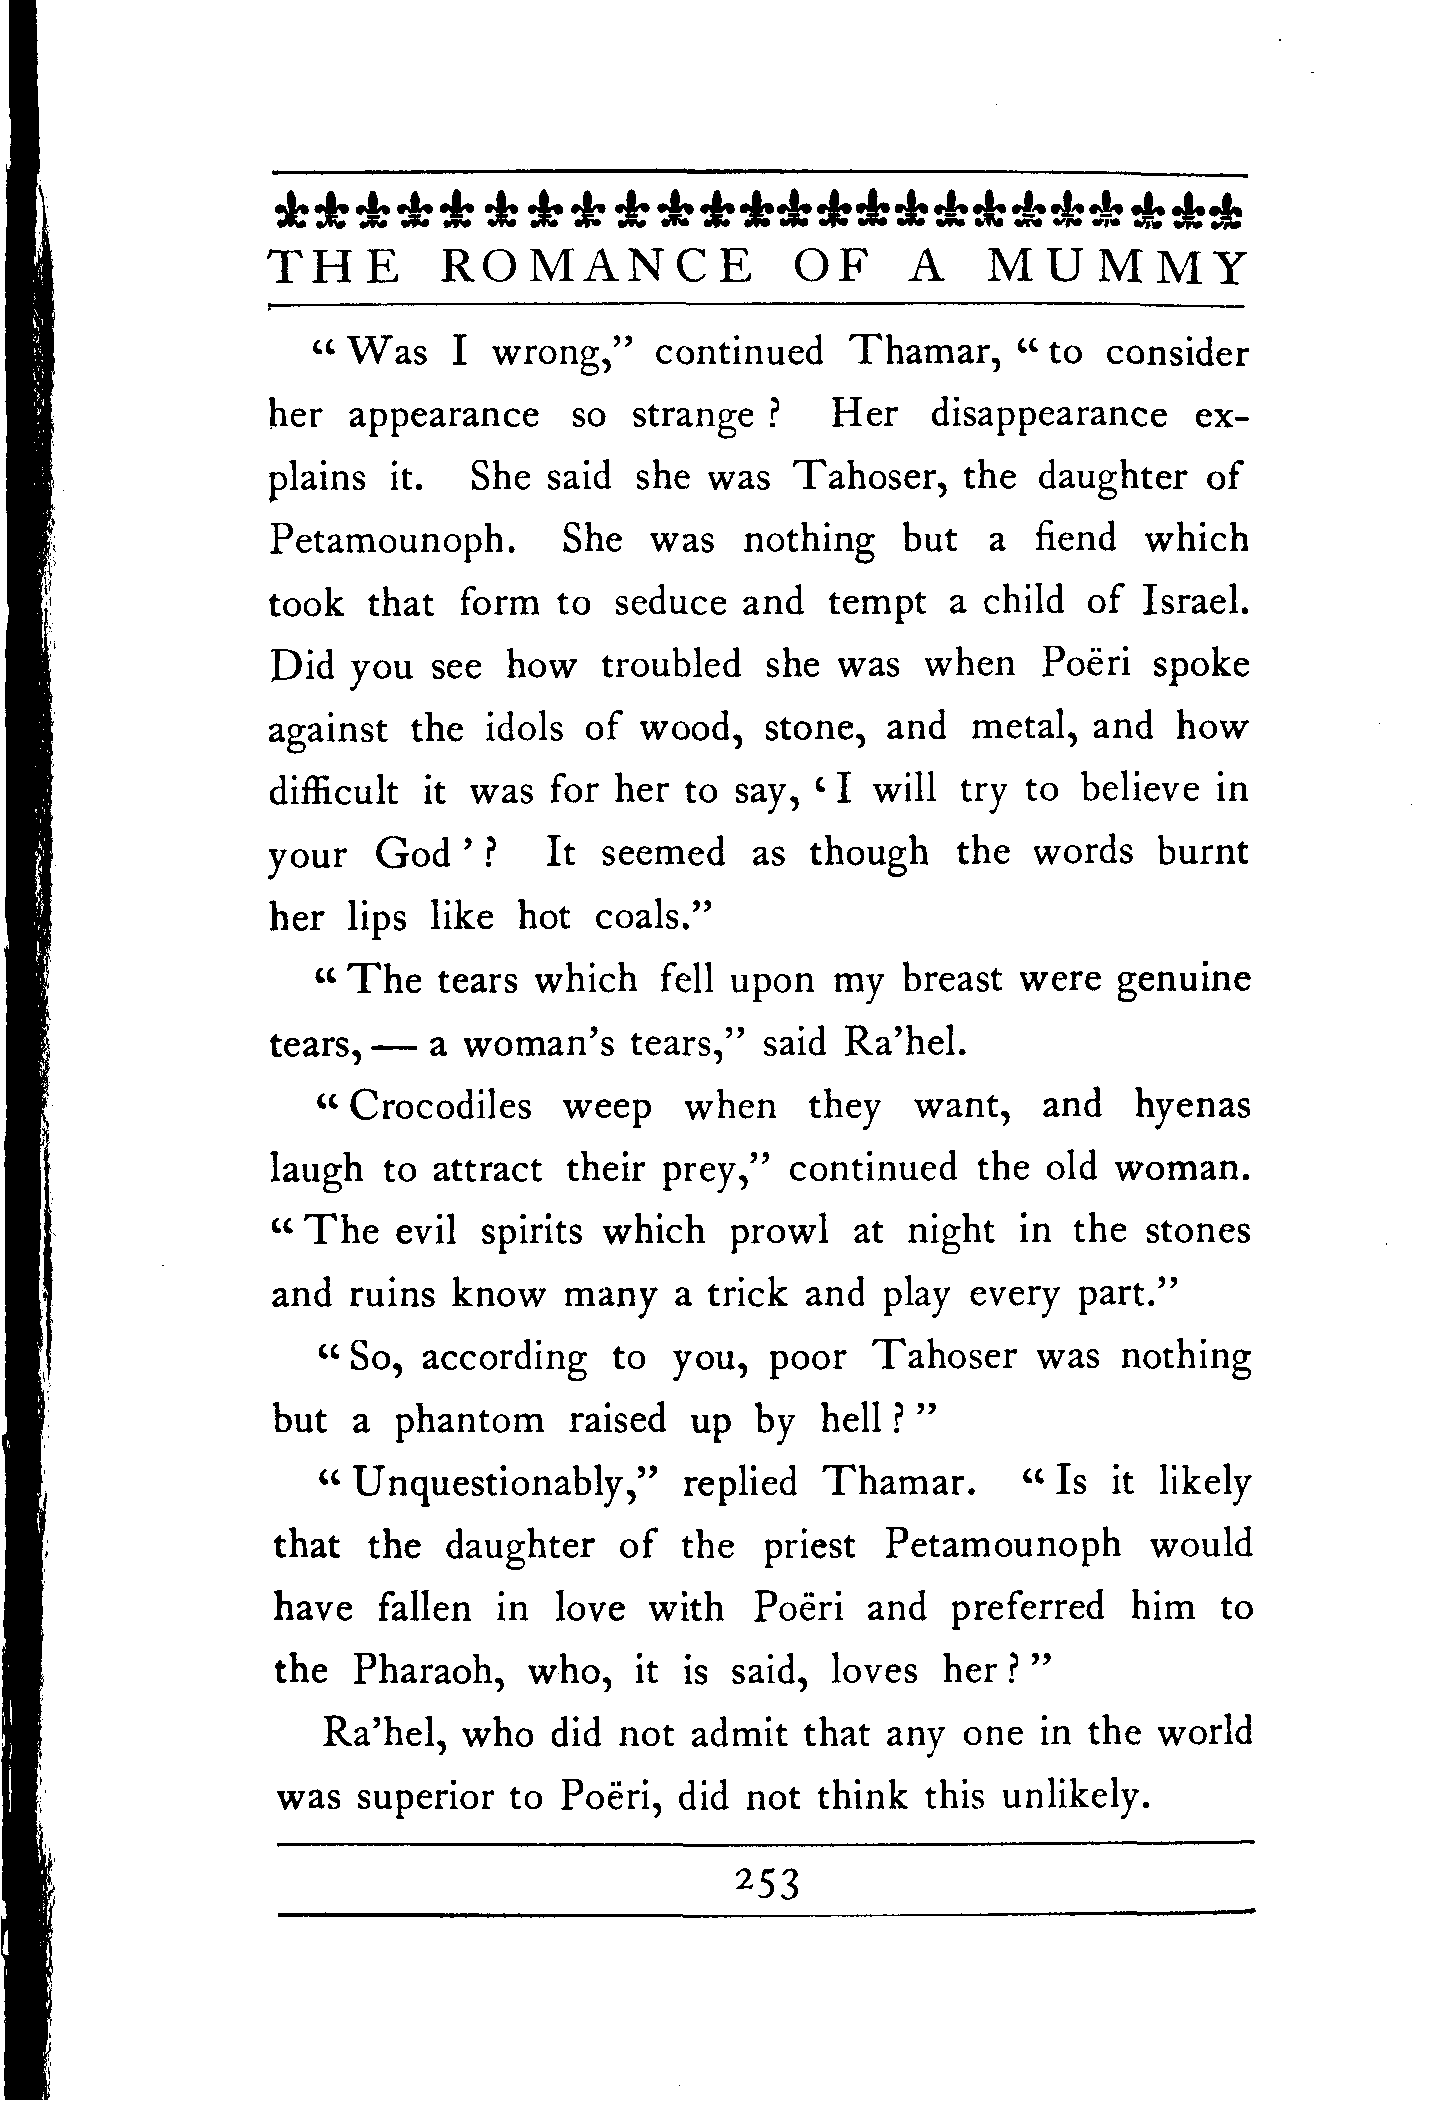 THE ROMANCE OF A MUMMY
“Was I wrong,” continued Thamar, “to consider
her appearance so strange? Her disappearance ex-
plains it. She said she was Tahoser, the daughter of
Petamounoph. She was nothing but a fiend which
took that form to seduce and tempt a child of Israel.
Did you see how troubled she was when Poëri spoke
against the idols of wood, stone, and metal, and how
difficult it was for her to say, ‘I will try to believe in
your God’? It seemed as though the words burnt
her lips like hot coals.”
“The tears which fell upon my breast were genuine
tears,— a woman’s tears,” said Ra’hel.
“Crocodiles weep when they want, and hyenas
laugh to attract their prey,” continued the old woman.
“The evil spirits which prowl at night in the stones
and ruins know many a trick and play every part.”
“So, according to you, poor Tahoser was nothing
but a phantom raised up by hell?”
“Unquestionably,” replied Thamar. “Is it likely
that the daughter of the priest Petamounoph would
have fallen in love with Poëri and preferred him to
the Pharaoh, who, it is said, loves her?”
Ra’hel, who did not admit that any one in the world
was superior to Poëri, did not think this unlikely.
253